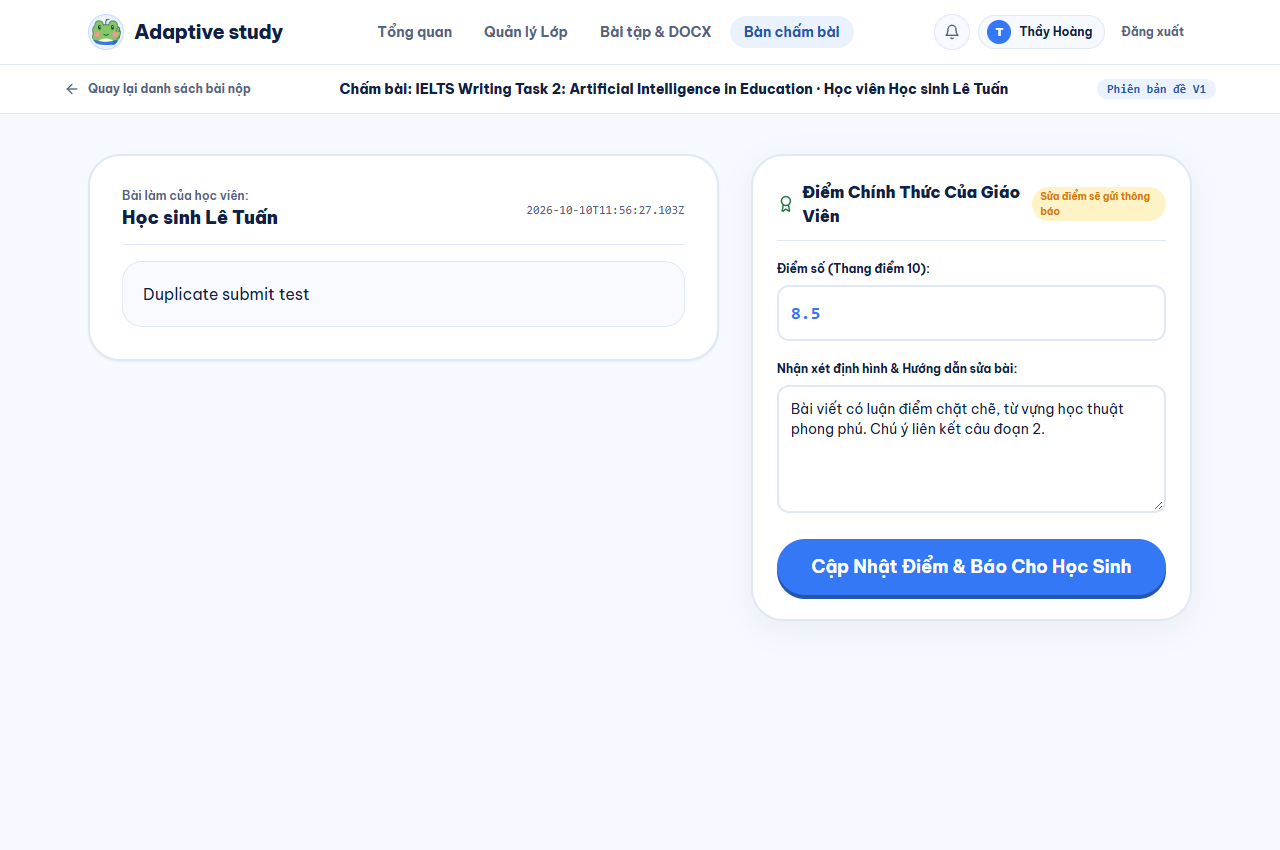 Adaptive study
Tổng quan
Quản lý Lớp
Bài tập & DOCX
Bàn chấm bài
T
Thầy Hoàng
Đăng xuất
Quay lại danh sách bài nộp
Chấm bài: IELTS Writing Task 2: Artificial Intelligence in Education · Học viên Học sinh Lê Tuấn
Phiên bản đề V1
Bài làm của học viên:
Học sinh Lê Tuấn
2026-10-10T11:56:27.103Z
Duplicate submit test
Điểm Chính Thức Của Giáo
Viên
Sửa điểm sẽ gửi thông
báo
Điểm số (Thang điểm 10):
8.5
Nhận xét định hình & Hướng dẫn sửa bài:
Bài viết có luận điểm chặt chẽ, từ vựng học thuật
phong phú. Chú ý liên kết câu đoạn 2.
Cập Nhật Điểm & Báo Cho Học Sinh